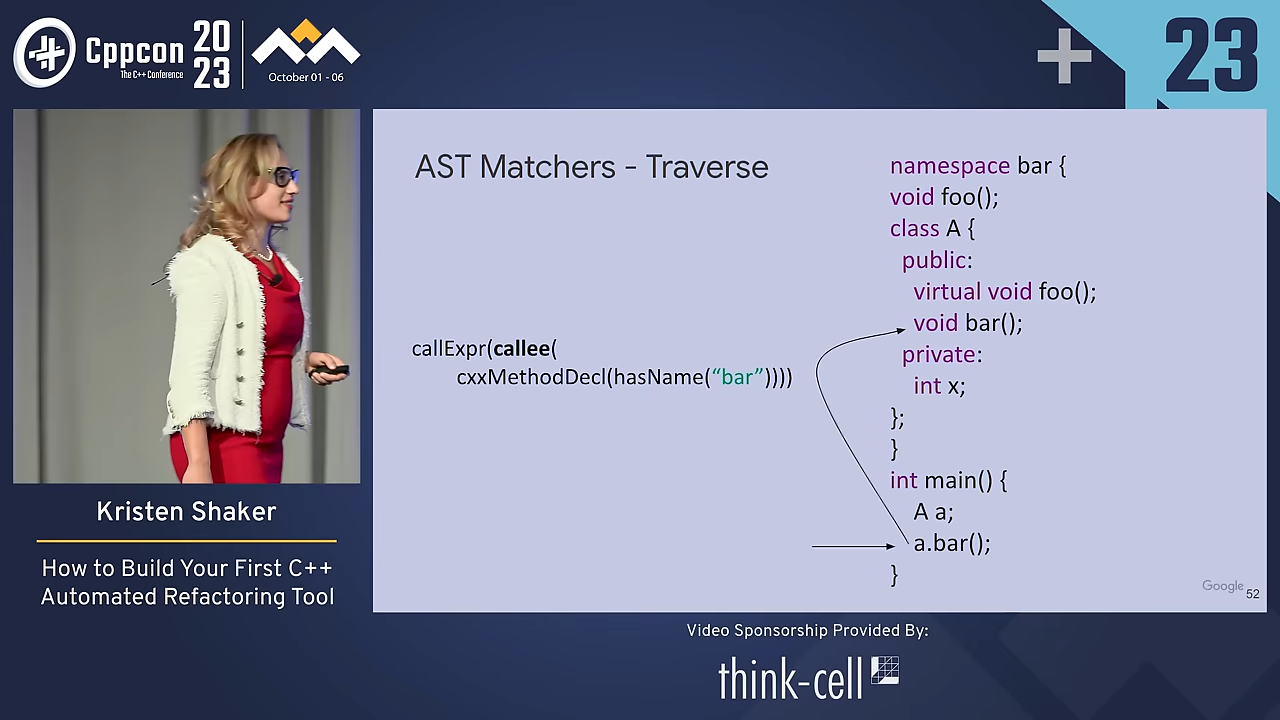 Cppcon
The C++ Conference
20
23
October 01 - 06
23
AST Matchers - Traverse
callExpr(callee(
cxxMethodDecl(hasName(“bar”))))
namespace bar {
void foo();
class A {
public:
virtual void foo();
void bar();
private:
int x;
};
}
int main() {
A a;
a.bar();
}
Google
52
Kristen Shaker
How to Build Your First C++
Automated Refactoring Tool
Video Sponsorship Provided By:
think-cell